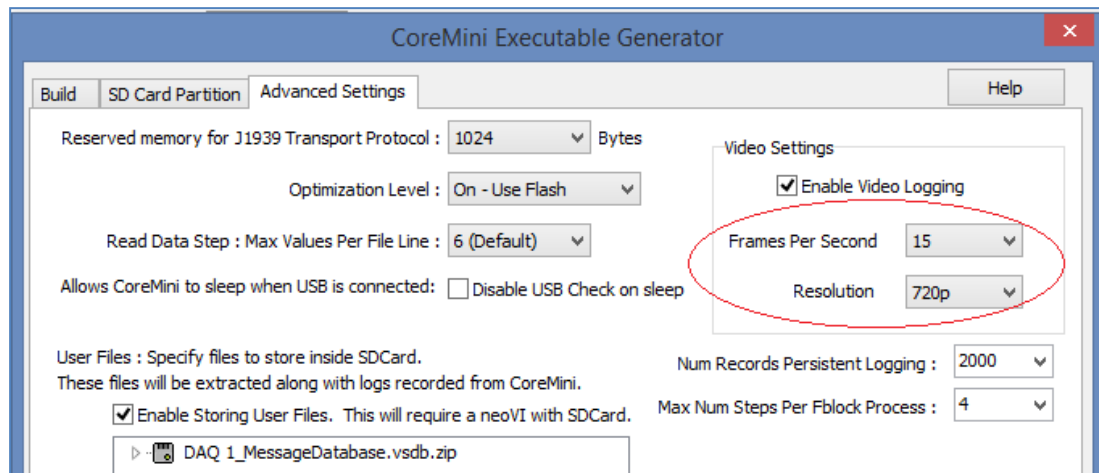 CoreMini Executable Generator
Build
SD Card Partition
Advanced Settings
Help
Reserved memory for J1939 Transport Protocol : 1024 Bytes
Optimization Level : On - Use Flash
Read Data Step : Max Values Per File Line : 6 (Default)
Allows CoreMini to sleep when USB is connected: Disable USB Check on sleep
Video Settings
Enable Video Logging
Frames Per Second 15
Resolution 720p
User Files : Specify files to store inside SDCard.
These files will be extracted along with logs recorded from CoreMini.
Enable Storing User Files. This will require a neoVI with SDCard.
DAQ 1_MessageDatabase.vsdb.zip
Num Records Persistent Logging : 2000
Max Num Steps Per Fblock Process : 4